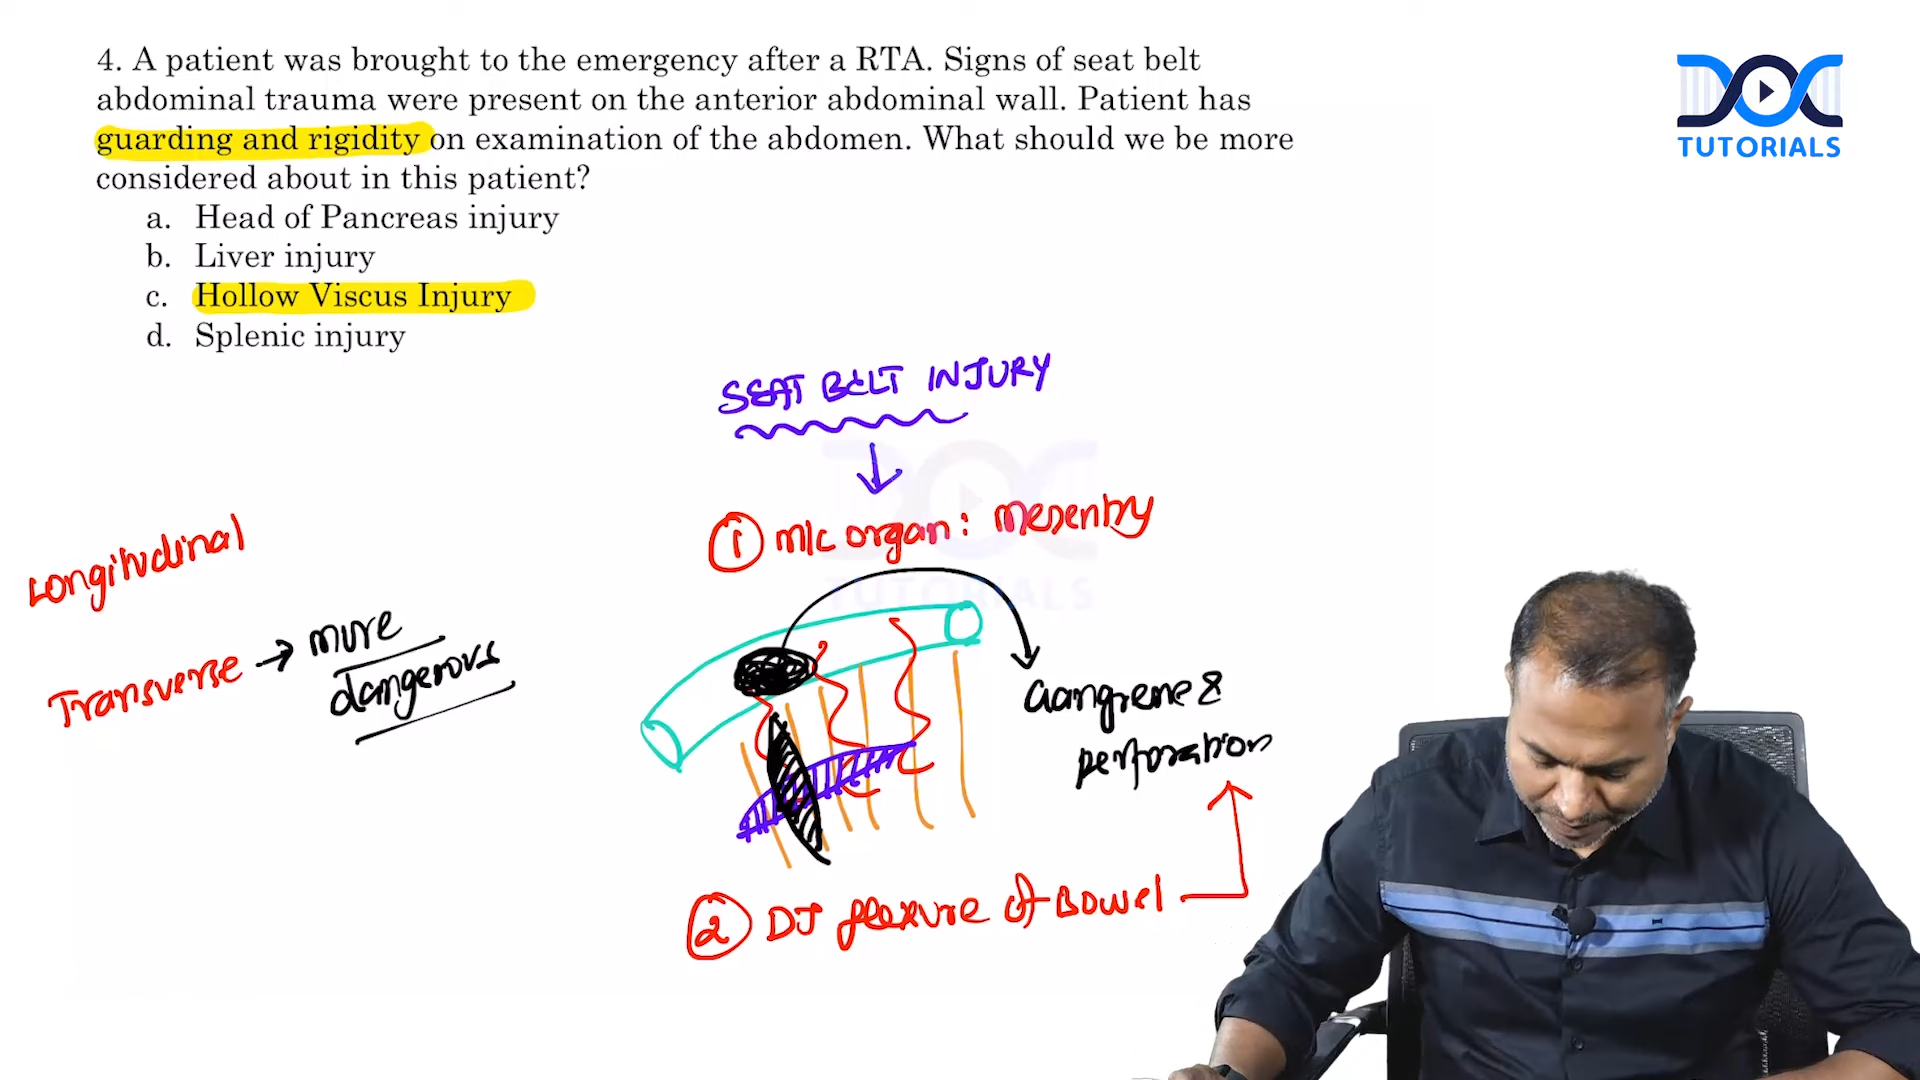 4. A patient was brought to the emergency after a RTA. Signs of seat belt
abdominal trauma were present on the anterior abdominal wall. Patient has
guarding and rigidity on examination of the abdomen. What should we be more
considered about in this patient?
a. Head of Pancreas injury
b. Liver injury
c. Hollow Viscus Injury
d. Splenic injury
DOC
TUTORIALS
SEAT BELT INJURY
① m/c organ: mesentry
Longitudinal
Transverse → more
dangerous
Gangrene &
perforation
② DJ flexure of Bowel
TUTORIALS